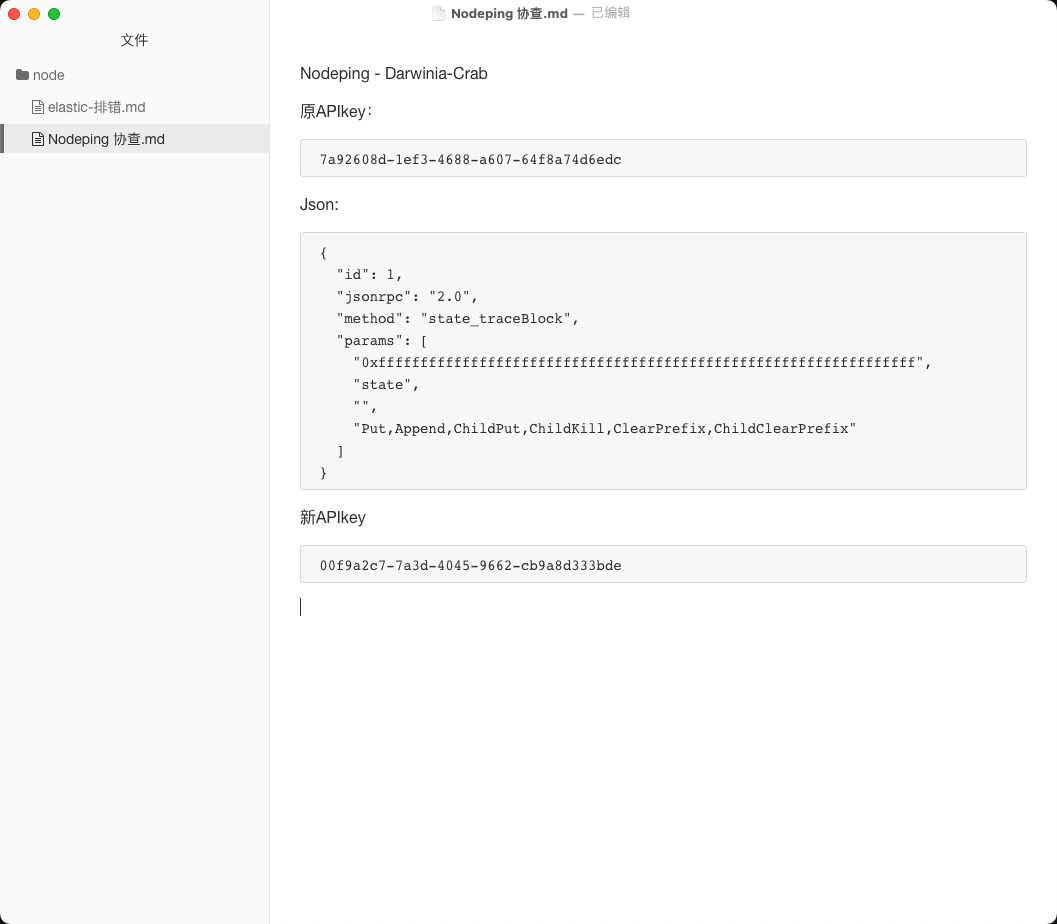 Nodeping 协查.md — 已编辑
文件
node
elastic-排错.md
Nodeping 协查.md
Nodeping - Darwinia-Crab
原APIkey：
7a92608d-1ef3-4688-a607-64f8a74d6edc
Json:
{
  "id": 1,
  "jsonrpc": "2.0",
  "method": "state_traceBlock",
  "params": [
    "0xffffffffffffffffffffffffffffffffffffffffffffffffffffffffffffffff",
    "state",
    "",
    "Put,Append,ChildPut,ChildKill,ClearPrefix,ChildClearPrefix"
  ]
}
新APIkey
00f9a2c7-7a3d-4045-9662-cb9a8d333bde